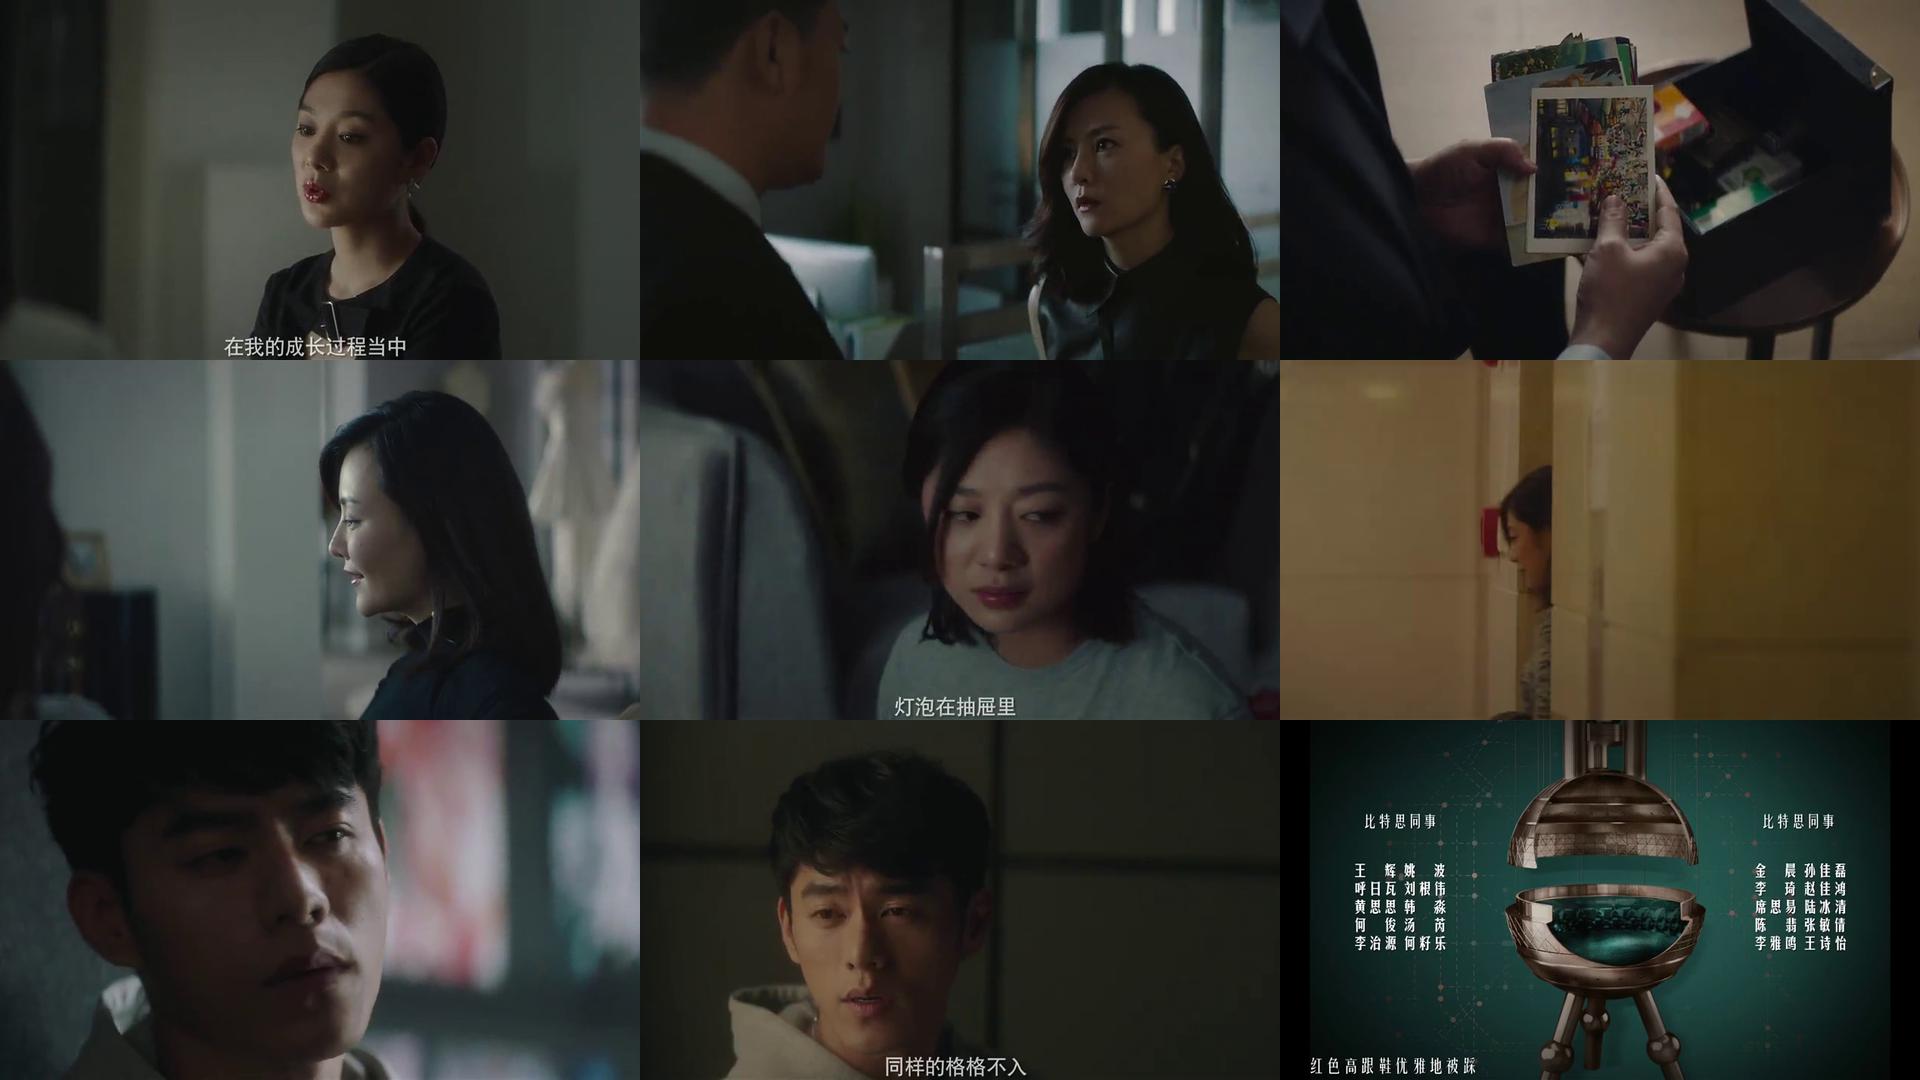 在我的成长过程当中
灯泡在抽屉里
同样的格格不入
比特思同事
王 辉 姚 波
呼日瓦 刘根伟
黄思思 韩 淼
何 俊 汤 芮
李治源 何籽乐
比特思同事
金 晨 孙佳磊
李 琦 赵佳鸿
席思易 陆冰清
陈 翡 张敏倩
李雅鸣 王诗怡
红色高跟鞋优雅地被踩